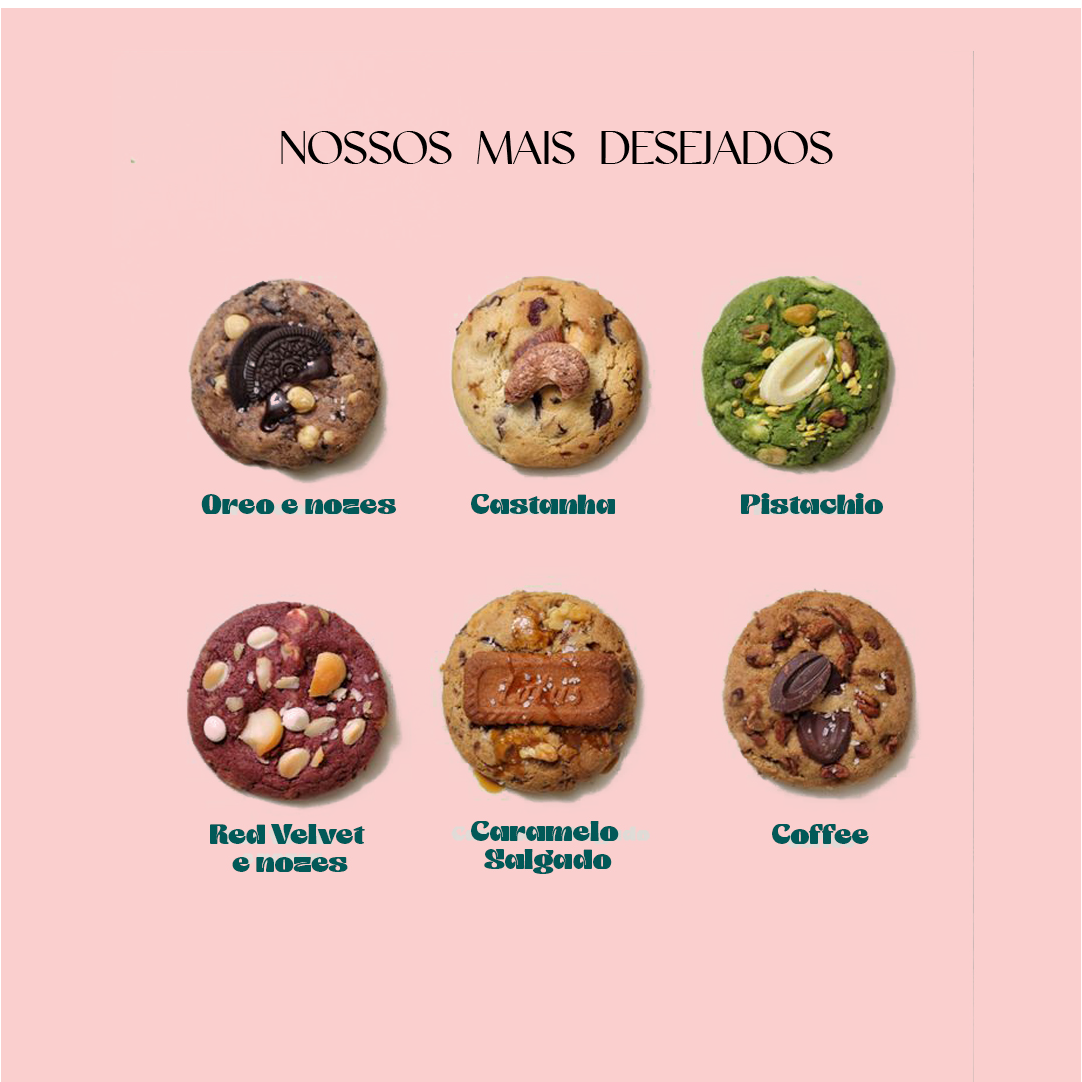 NOSSOS MAIS DESEJADOS
Oreo e nozes
Castanha
Pistachio
Lotus
Red Velvet
e nozes
Caramelo
Salgado
Coffee